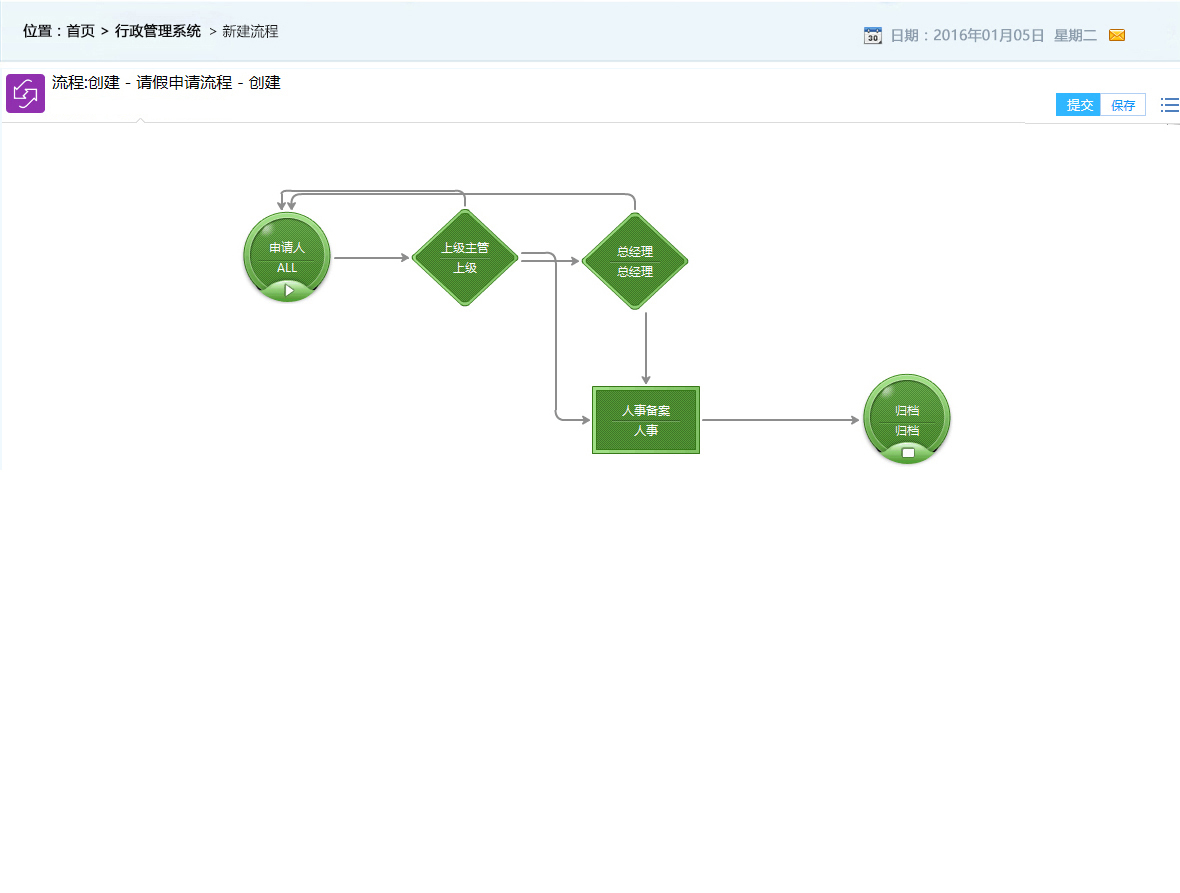 位置：首页 > 行政管理系统 > 新建流程
30 日期：2016年01月05日 星期二
流程:创建 - 请假申请流程 - 创建
提交 保存
申请人
ALL
上级主管
上级
总经理
总经理
人事备案
人事
归档
归档